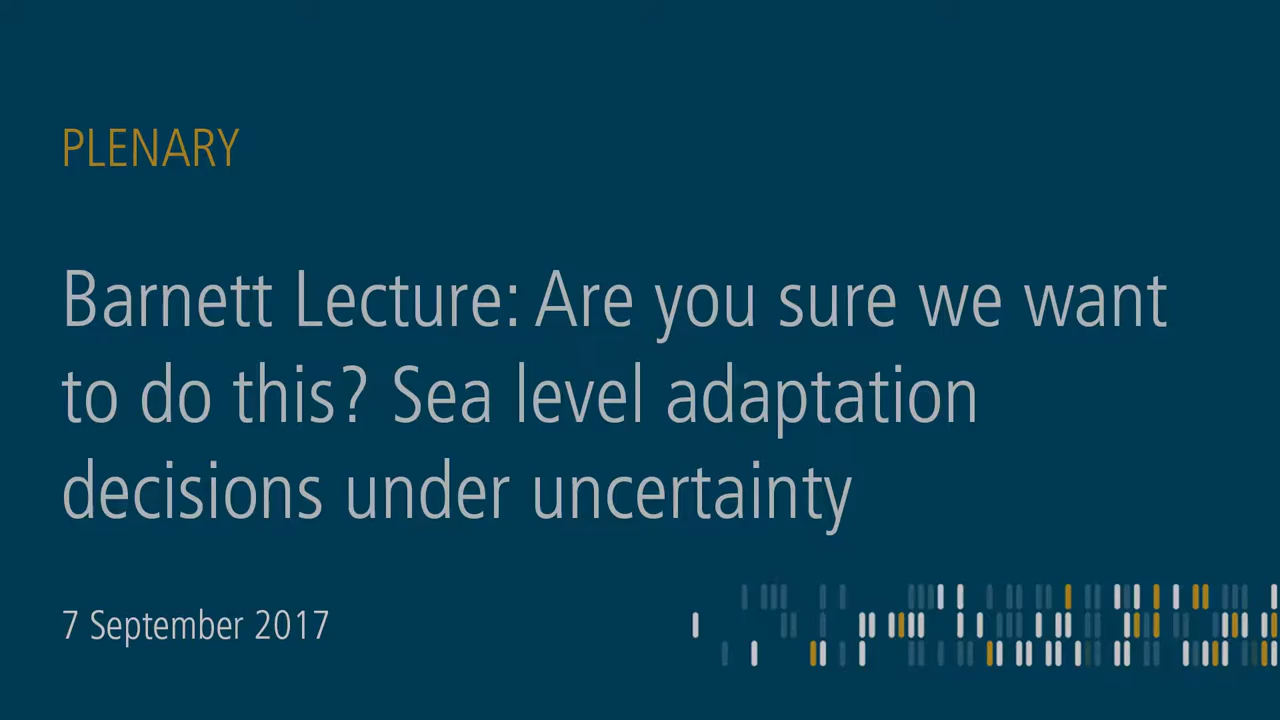 PLENARY
Barnett Lecture: Are you sure we want
to do this? Sea level adaptation
decisions under uncertainty
7 September 2017